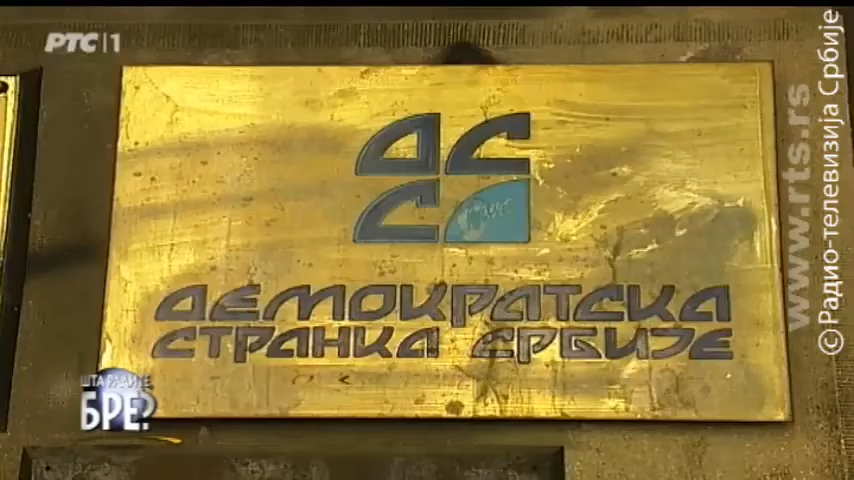 РТС|1
ДС
С
ДЕМОКРАТСКА
СТРАНКА СРБИЈЕ
ШТА РАДИТЕ
БРЕ?
www.rts.rs
© Радио-телевизија Србије